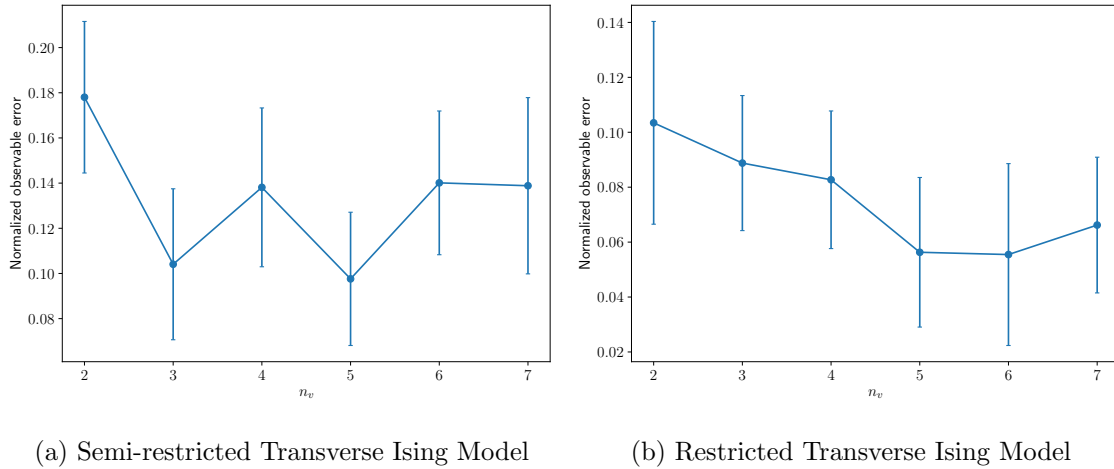 0.20
0.18
0.16
0.14
0.12
0.10
0.08
Normalized observable error
2 3 4 5 6 7
n_v
(a) Semi-restricted Transverse Ising Model
0.14
0.12
0.10
0.08
0.06
0.04
0.02
Normalized observable error
2 3 4 5 6 7
n_v
(b) Restricted Transverse Ising Model